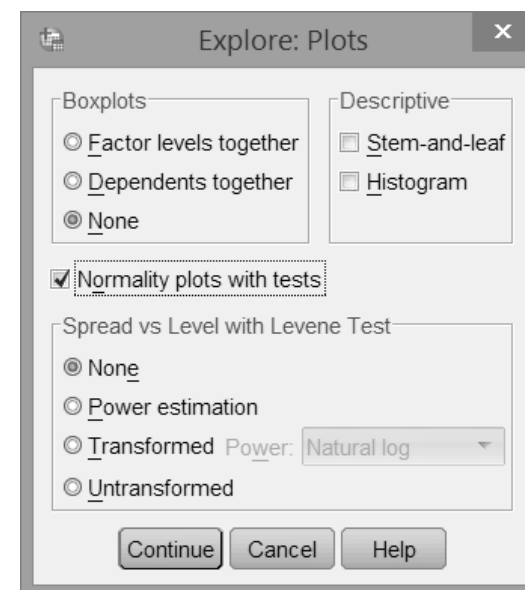 Explore: Plots
Boxplots
Factor levels together
Dependents together
None
Descriptive
Stem-and-leaf
Histogram
Normality plots with tests
Spread vs Level with Levene Test
None
Power estimation
Transformed Power: Natural log
Untransformed
Continue Cancel Help